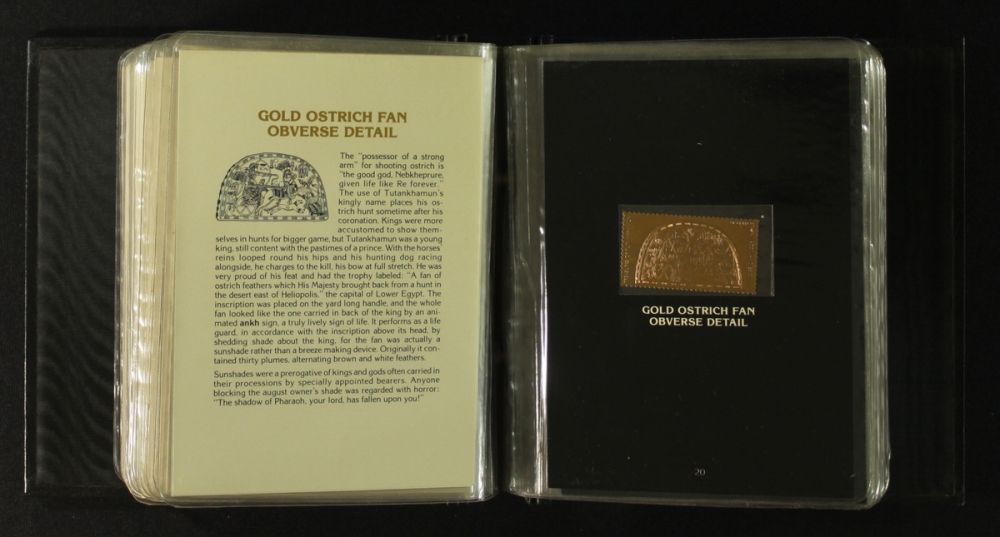 GOLD OSTRICH FAN
OBVERSE DETAIL
The "possessor of a strong
arm" for shooting ostrich is
"the good god, Nebkheprure,
given life like Re forever."
The use of Tutankhamun's
kingly name places his os-
trich hunt sometime after his
coronation. Kings were more
accustomed to show them-
selves in hunts for bigger game, but Tutankhamun was a young
king, still content with the pastimes of a prince. With the horses'
reins looped round his hips and his hunting dog racing
alongside, he charges to the kill, his bow at full stretch. He was
very proud of his feat and had the trophy labeled: "A fan of
ostrich feathers which His Majesty brought back from a hunt in
the desert east of Heliopolis," the capital of Lower Egypt. The
inscription was placed on the yard long handle, and the whole
fan looked like the one carried in back of the king by an ani-
mated ankh sign, a truly lively sign of life. It performs as a life
guard, in accordance with the inscription above its head, by
shedding shade about the king, for the fan was actually a
sunshade rather than a breeze making device. Originally it con-
tained thirty plumes, alternating brown and white feathers.
Sunshades were a prerogative of kings and gods often carried in
their processions by specially appointed bearers. Anyone
blocking the august owner's shade was regarded with horror:
"The shadow of Pharaoh, your lord, has fallen upon you!"
GOLD OSTRICH FAN
OBVERSE DETAIL
20